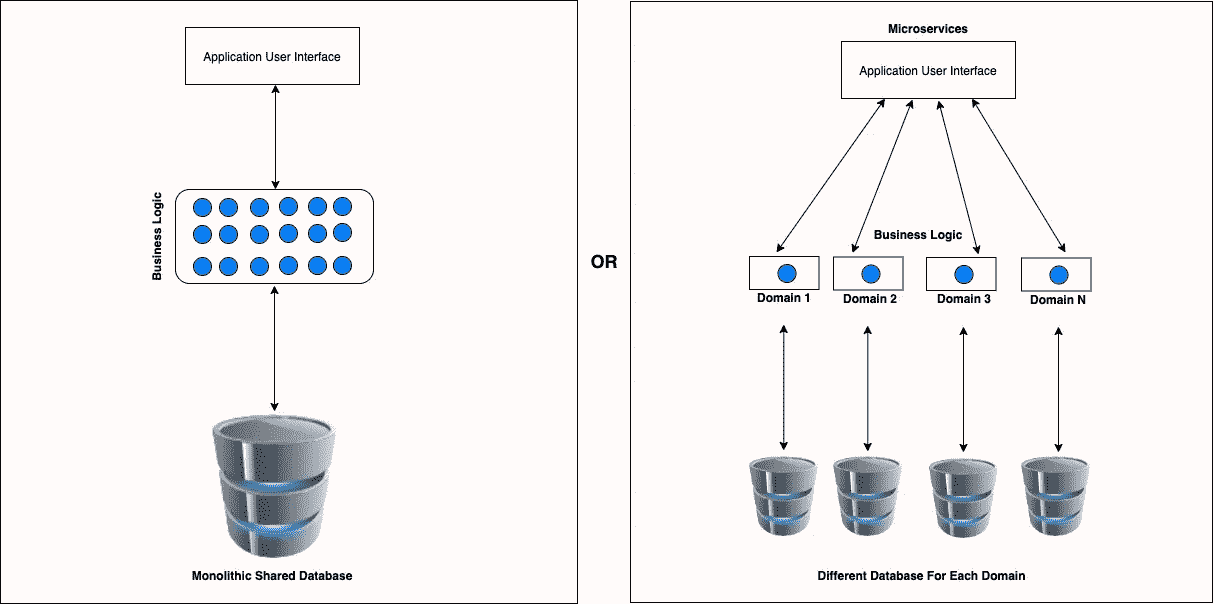 Application User Interface
Business Logic
Monolithic Shared Database
OR
Microservices
Application User Interface
Business Logic
Domain 1
Domain 2
Domain 3
Domain N
Different Database For Each Domain